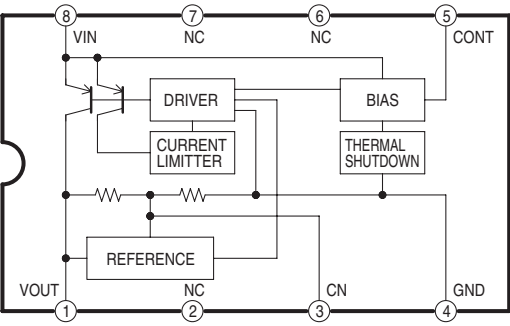 8 7 6 5
VIN NC NC CONT
DRIVER BIAS
CURRENT
LIMITTER
THERMAL
SHUTDOWN
REFERENCE
VOUT NC CN GND
1 2 3 4